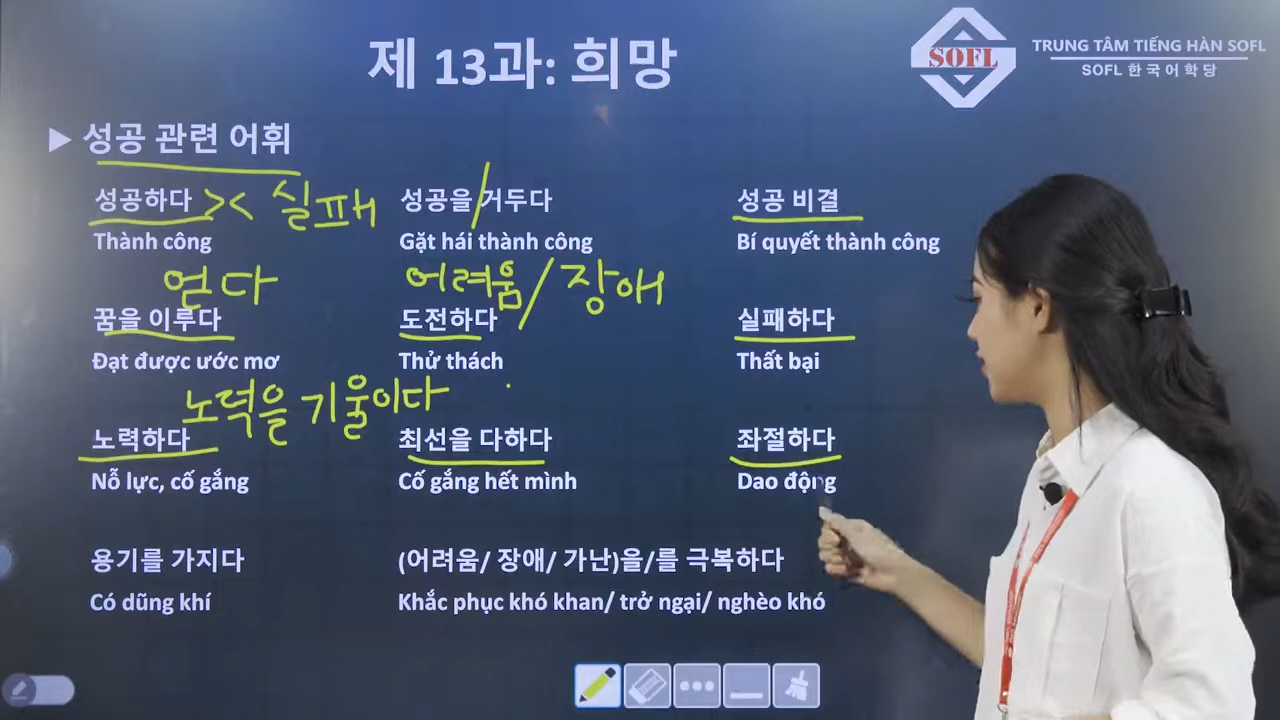 제 13과: 희망
SOFL
TRUNG TÂM TIẾNG HÀN SOFL
SOFL 한국어학당
성공 관련 어휘
성공하다 >< 실패
성공을/거두다
성공 비결
Thành công
Gặt hái thành công
Bí quyết thành công
얻다
어려움/장애
꿈을 이루다
도전하다
실패하다
Đạt được ước mơ
Thử thách
Thất bại
노력을 기울이다
노력하다
최선을 다하다
좌절하다
Nỗ lực, cố gắng
Cố gắng hết mình
Dao động
용기를 가지다
(어려움/ 장애/ 가난)을/를 극복하다
Có dũng khí
Khắc phục khó khan/ trở ngại/ nghèo khó